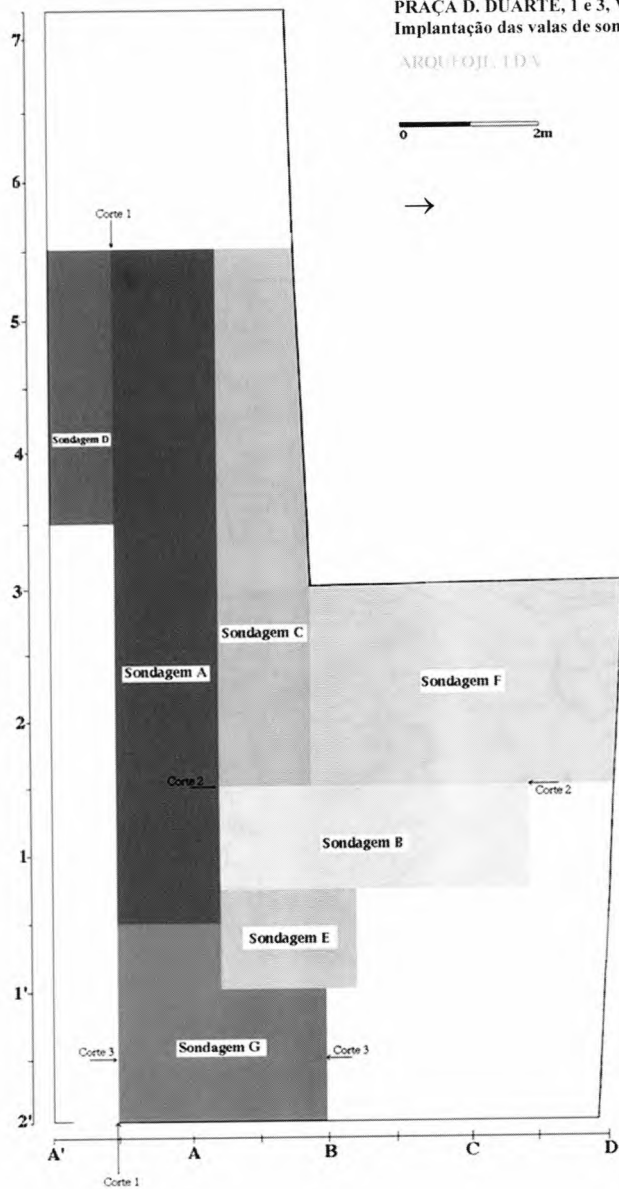 PRAÇA D. DUARTE, 1 e 3,
Implantação das valas de son
ARQUEOJE, LDA
0 2m
→
7
6
Corte 1
5
Sondagem D
4
3
Sondagem C
Sondagem A
Sondagem F
2
Corte 2
Corte 2
Sondagem B
1
Sondagem E
1'
Corte 3
Sondagem G
Corte 3
2'
A' A B C D
Corte 1